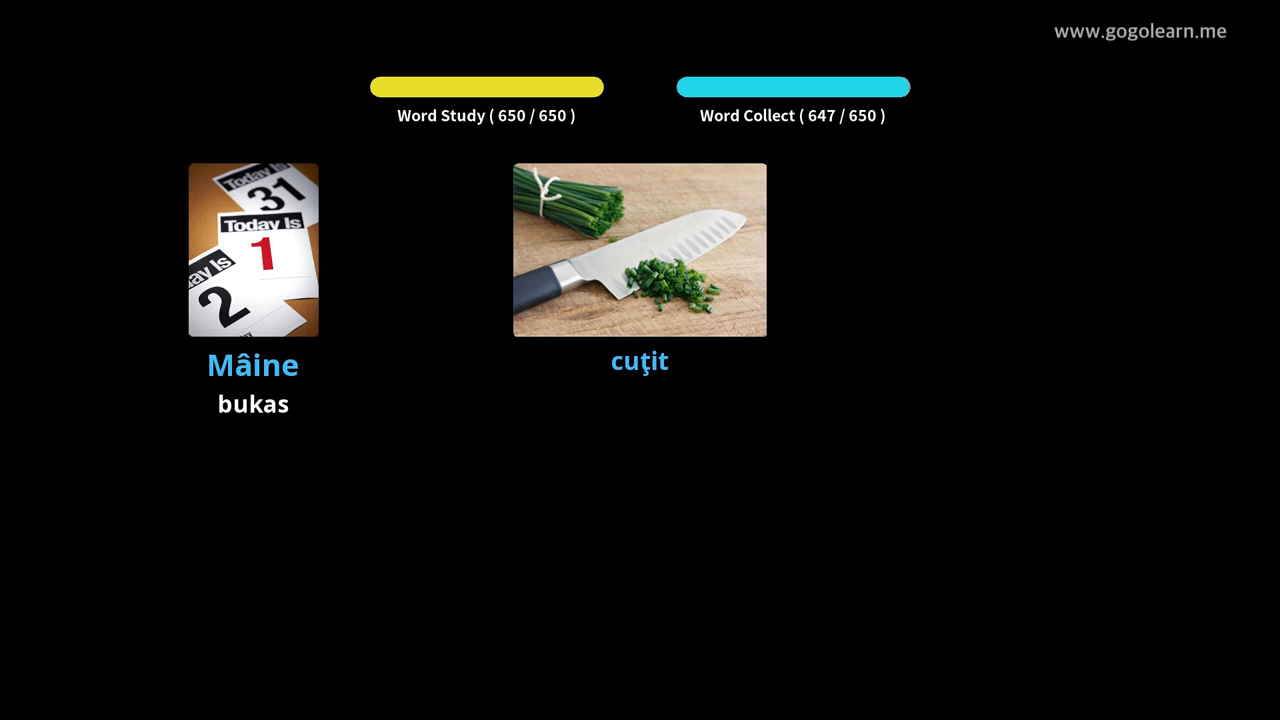 www.gogolearn.me
Word Study ( 650 / 650 )
Word Collect ( 647 / 650 )
Today Is
31
Today Is
1
ay Is
2
Mâine
bukas
cuţit